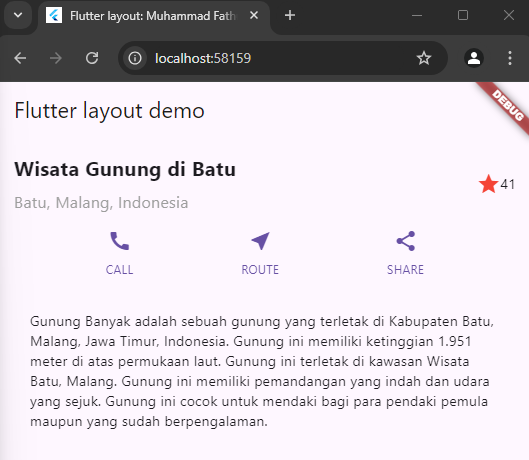 Flutter layout: Muhammad Fath
localhost:58159
Flutter layout demo
DEBUG
Wisata Gunung di Batu
41
Batu, Malang, Indonesia
CALL
ROUTE
SHARE
Gunung Banyak adalah sebuah gunung yang terletak di Kabupaten Batu,
Malang, Jawa Timur, Indonesia. Gunung ini memiliki ketinggian 1.951
meter di atas permukaan laut. Gunung ini terletak di kawasan Wisata
Batu, Malang. Gunung ini memiliki pemandangan yang indah dan udara
yang sejuk. Gunung ini cocok untuk mendaki bagi para pendaki pemula
maupun yang sudah berpengalaman.